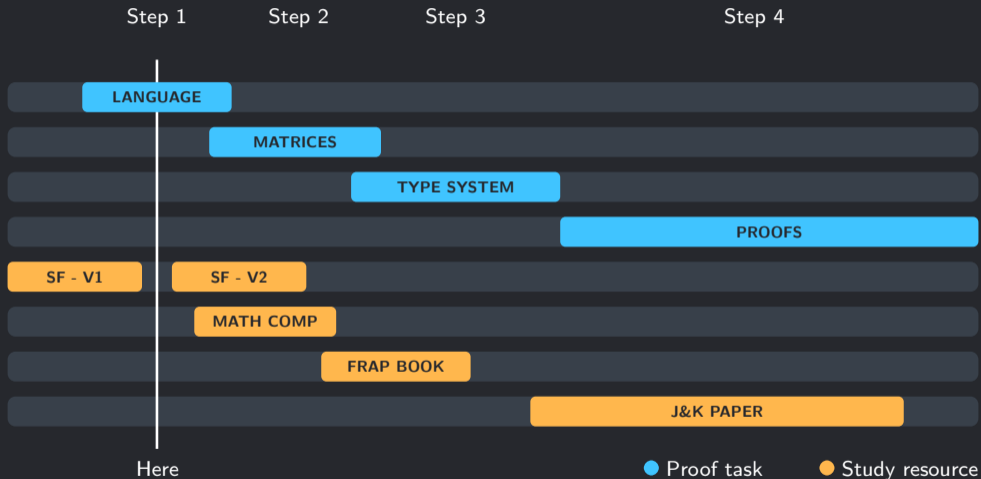 Step 1 Step 2 Step 3 Step 4
LANGUAGE
MATRICES
TYPE SYSTEM
PROOFS
SF - V1 SF - V2
MATH COMP
FRAP BOOK
J&K PAPER
Here Proof task Study resource